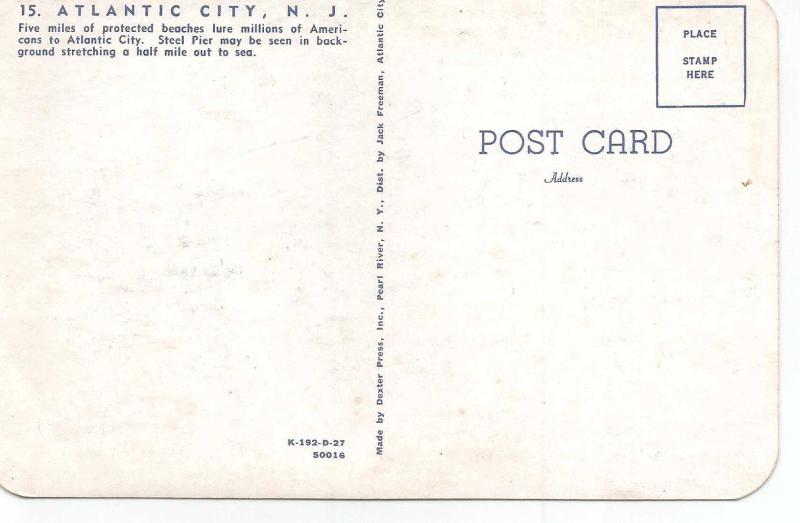 15. ATLANTIC CITY, N. J.
Five miles of protected beaches lure millions of Ameri-
cans to Atlantic City. Steel Pier may be seen in back-
ground stretching a half mile out to sea.
Made by Dexter Press, Inc., Pearl River, N. Y., Dist. by Jack Freeman, Atlantic City
PLACE
STAMP
HERE
POST CARD
Address
K-192-D-27
50016